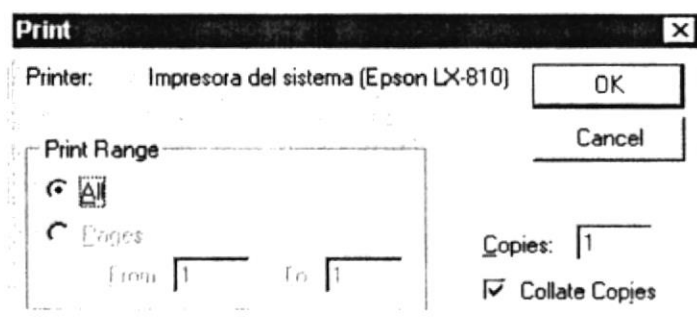 Print
Printer: Impresora del sistema (Epson LX-810)
OK
Cancel
Print Range
All
Pages
From 1 To 1
Copies: 1
Collate Copies